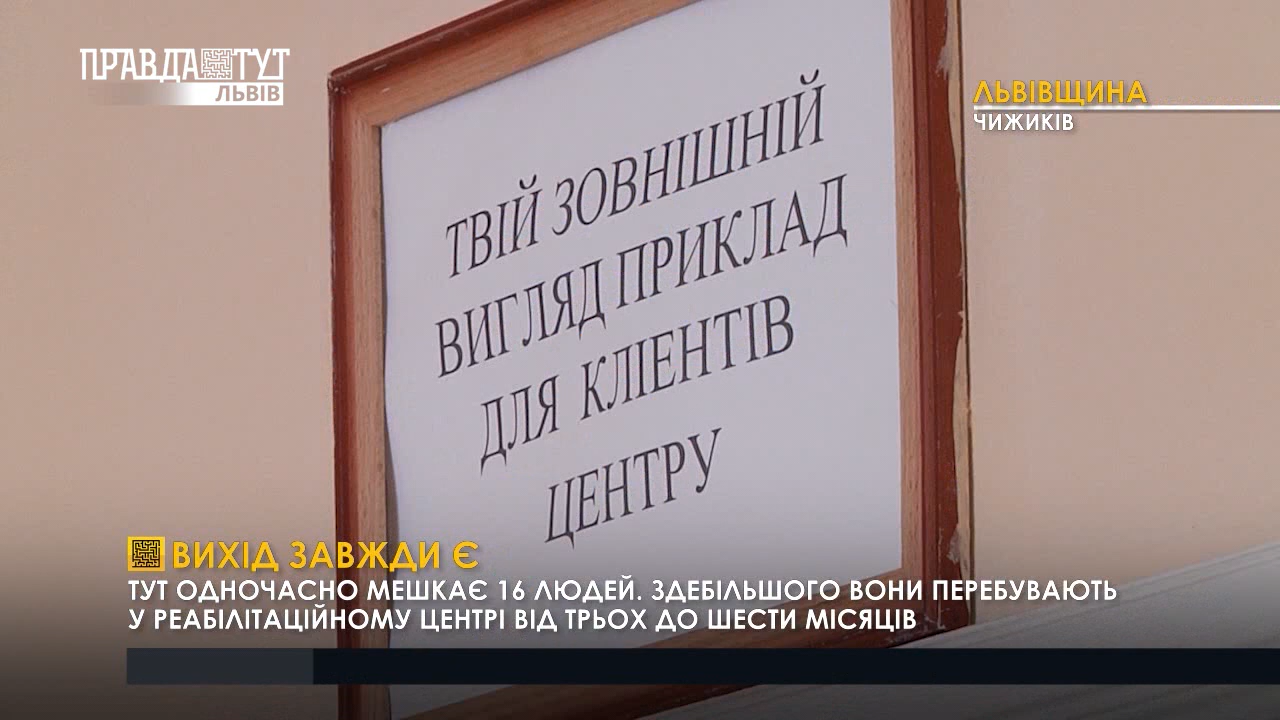 ПРАВДА ТУТ
ЛЬВІВ
ЛЬВІВЩИНА
ЧИЖИКІВ
ТВІЙ ЗОВНІШНІЙ
ВИГЛЯД ПРИКЛАД
ДЛЯ КЛІЕНТІВ
ЦЕНТРУ
ВИХІД ЗАВЖДИ Є
ТУТ ОДНОЧАСНО МЕШКАЄ 16 ЛЮДЕЙ. ЗДЕБІЛЬШОГО ВОНИ ПЕРЕБУВАЮТЬ
У РЕАБІЛІТАЦІЙНОМУ ЦЕНТРІ ВІД ТРЬОХ ДО ШЕСТИ МІСЯЦІВ